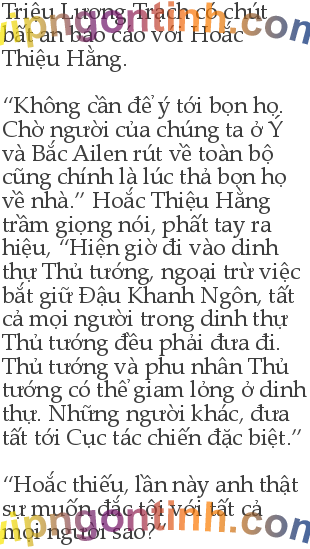 Triệu Lương Trạch có chút
bất an báo cáo với Hoắc
Thiệu Hằng.
“Không cần để ý tới bọn họ.
Chờ người của chúng ta ở Ý
và Bắc Ailen rút về toàn bộ
cũng chính là lúc thả bọn họ
về nhà.” Hoắc Thiệu Hằng
trầm giọng nói, phất tay ra
hiệu, “Hiện giờ đi vào dinh
thự Thủ tướng, ngoại trừ việc
bắt giữ Đậu Khanh Ngôn, tất
cả mọi người trong dinh thự
Thủ tướng đều phải đưa đi.
Thủ tướng và phu nhân Thủ
tướng có thể giam lỏng ở dinh
thự. Những người khác, đưa
tất tới Cục tác chiến đặc biệt.”
“Hoắc thiếu, lần này anh thật
sự muốn đắc tội với tất cả
mọi người sao?”
vipngontinh.com
vipngontinh.com